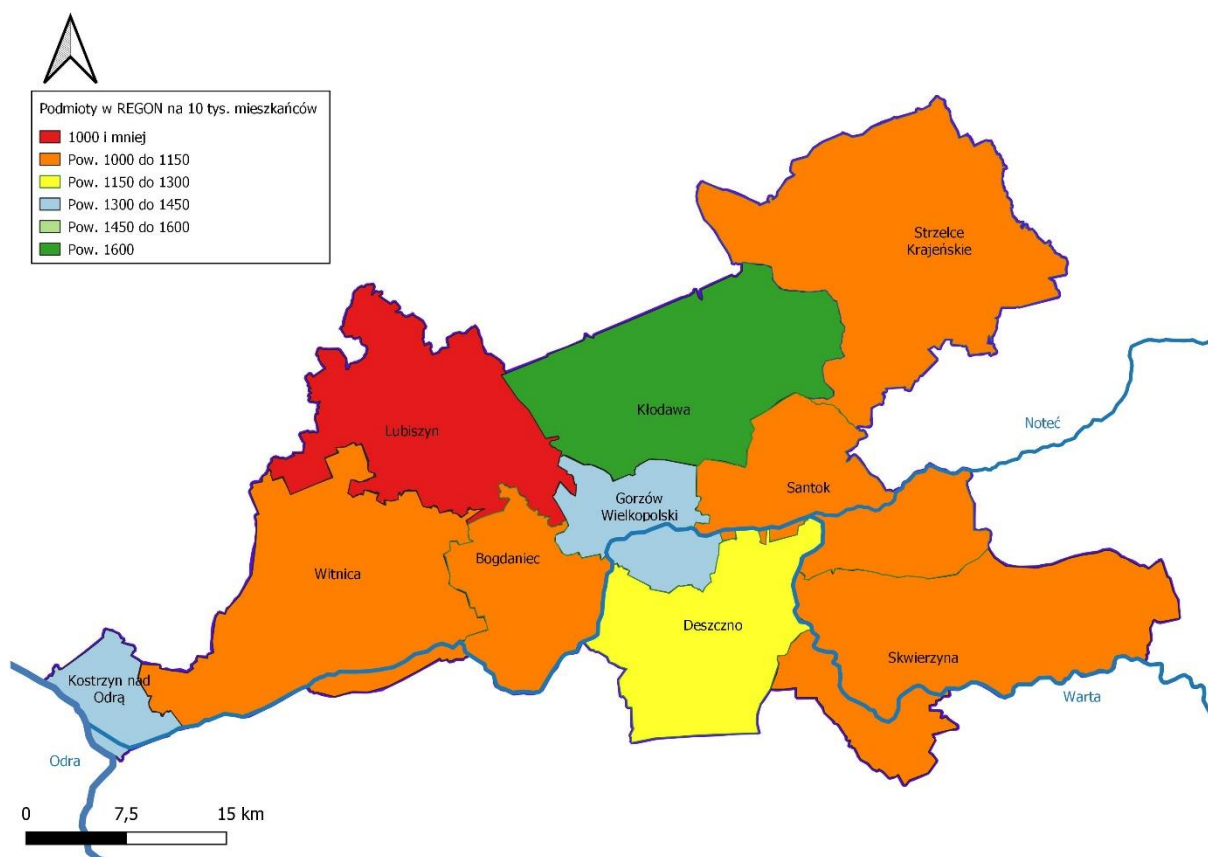 Podmioty w REGON na 10 tys. mieszkańców
1000 i mniej
Pow. 1000 do 1150
Pow. 1150 do 1300
Pow. 1300 do 1450
Pow. 1450 do 1600
Pow. 1600
Strzelce
Krajeńskie
Kłodawa
Noteć
Lubiszyn
Santok
Gorzów
Wielkopolski
Bogdaniec
Witnica
Deszczno
Skwierzyna
Kostrzyn nad
Odrą
Warta
Odra
0 7,5 15 km